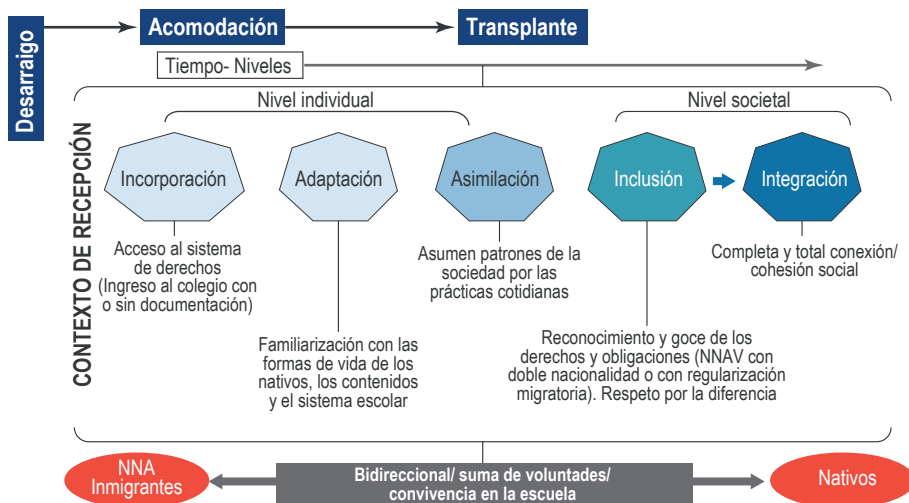 Desarraigo
Acomodación
Transplante
Tiempo- Niveles
CONTEXTO DE RECEPCIÓN
Nivel individual
Nivel societal
Incorporación
Adaptación
Asimilación
Inclusión
Integración
Acceso al sistema
de derechos
(Ingreso al colegio con
o sin documentación)
Familiarización con las
formas de vida de los
nativos, los contenidos
y el sistema escolar
Asumen patrones de la
sociedad por las
prácticas cotidianas
Reconocimiento y goce de los
derechos y obligaciones (NNAV con
doble nacionalidad o con regularización
migratoria). Respeto por la diferencia
Completa y total conexión/
cohesión social
NNA
Inmigrantes
Bidireccional/ suma de voluntades/
convivencia en la escuela
Nativos